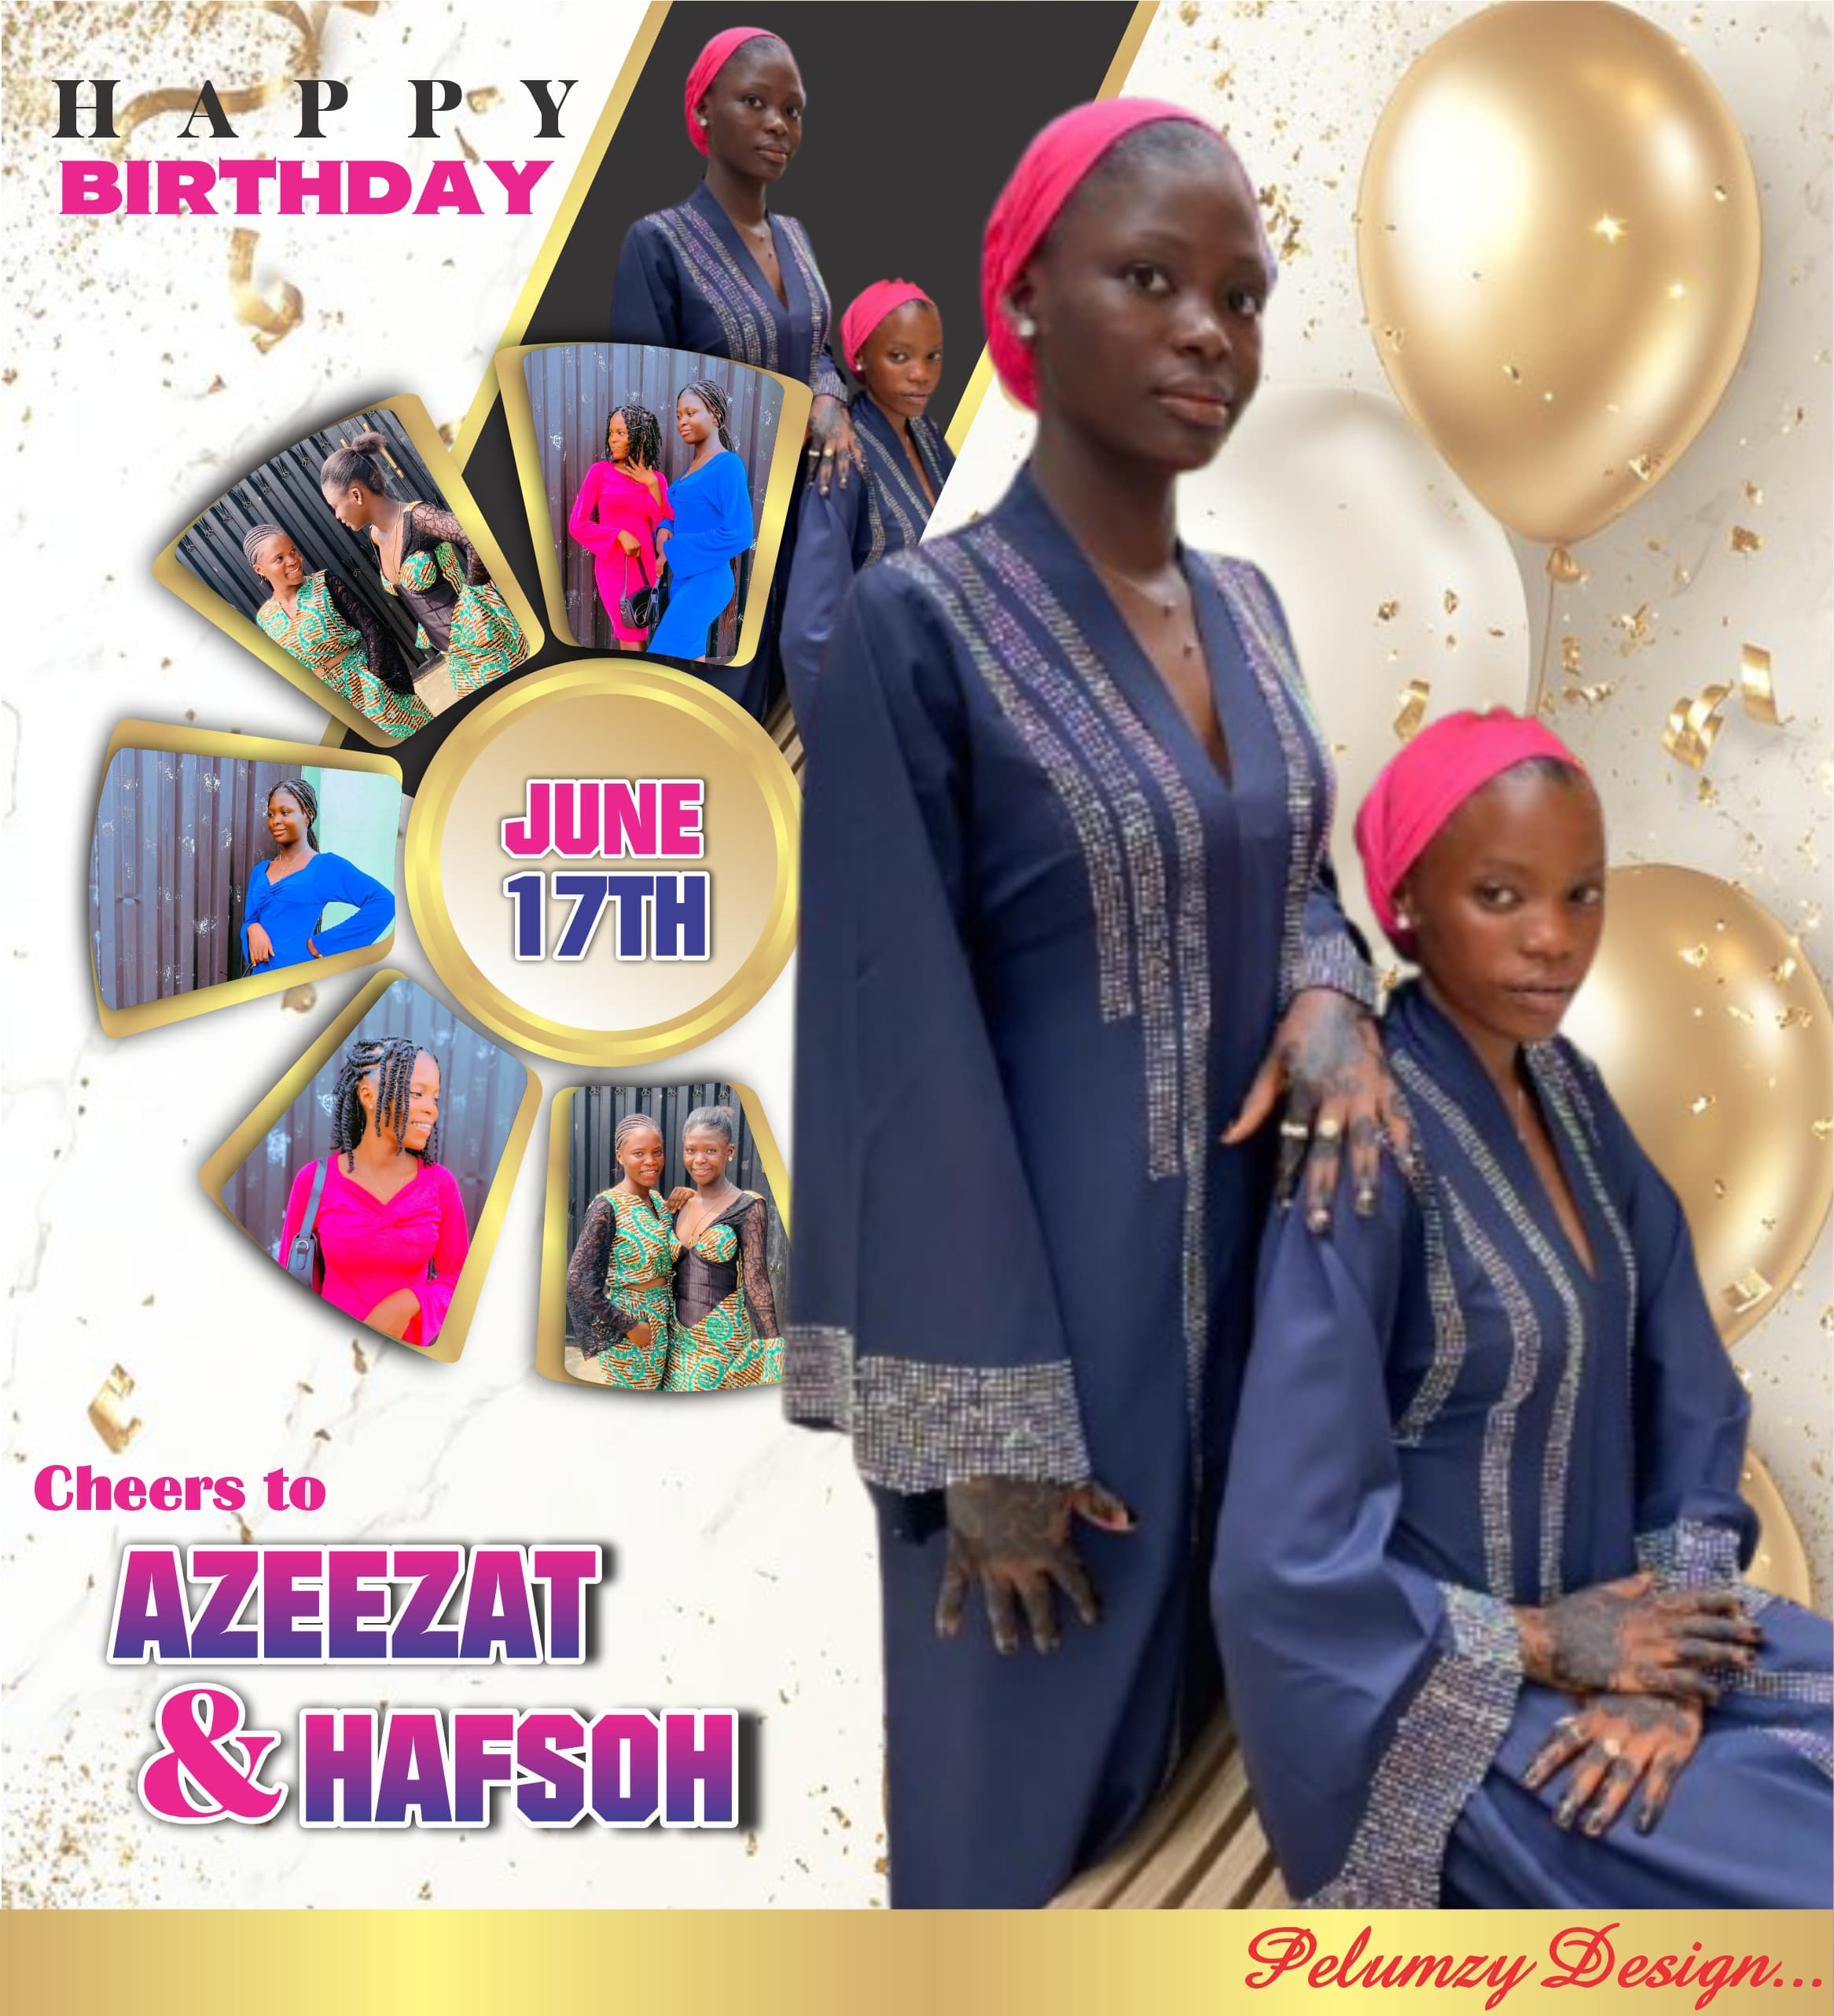 HAPPY
BIRTHDAY
JUNE
17TH
Cheers to
AZEEZAT
& HAFSOH
Pelumzy Design...